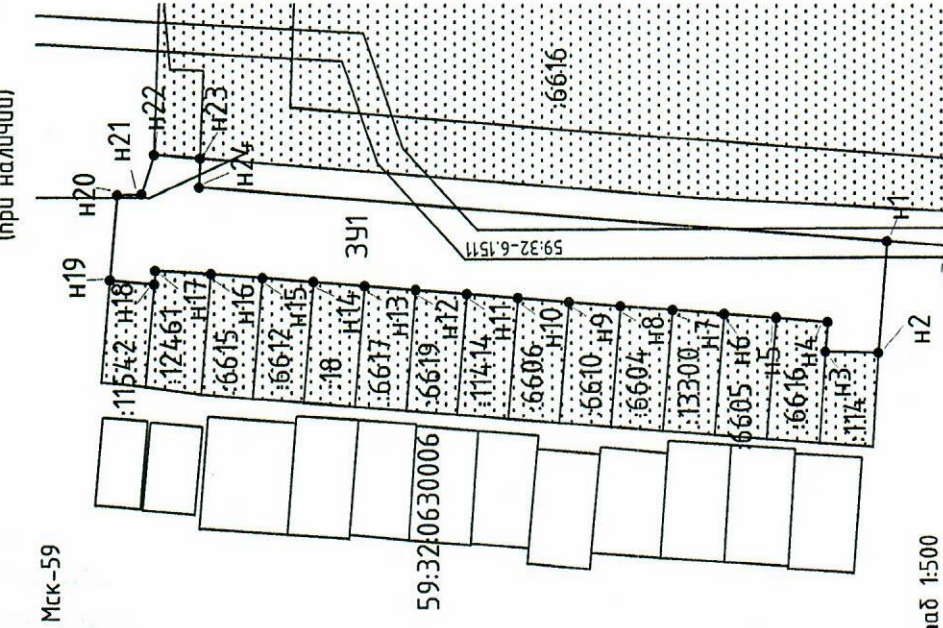 (при наличии)
Мск-59
н19
н20
н21
н22
н23
н24
:6616
ЗУ1
59:32-6.1511
н18
н17
н16
н15
н14
н13
н12
н11
н10
н9
н8
н7
н6
н5
н4
н3
н2
н1
:11542
:12461
:6615
:6612
:18
:6617
:6619
:11414
:6606
:6610
:6604
:13300
:6605
:6616
:114
59:32:0630006
1:500